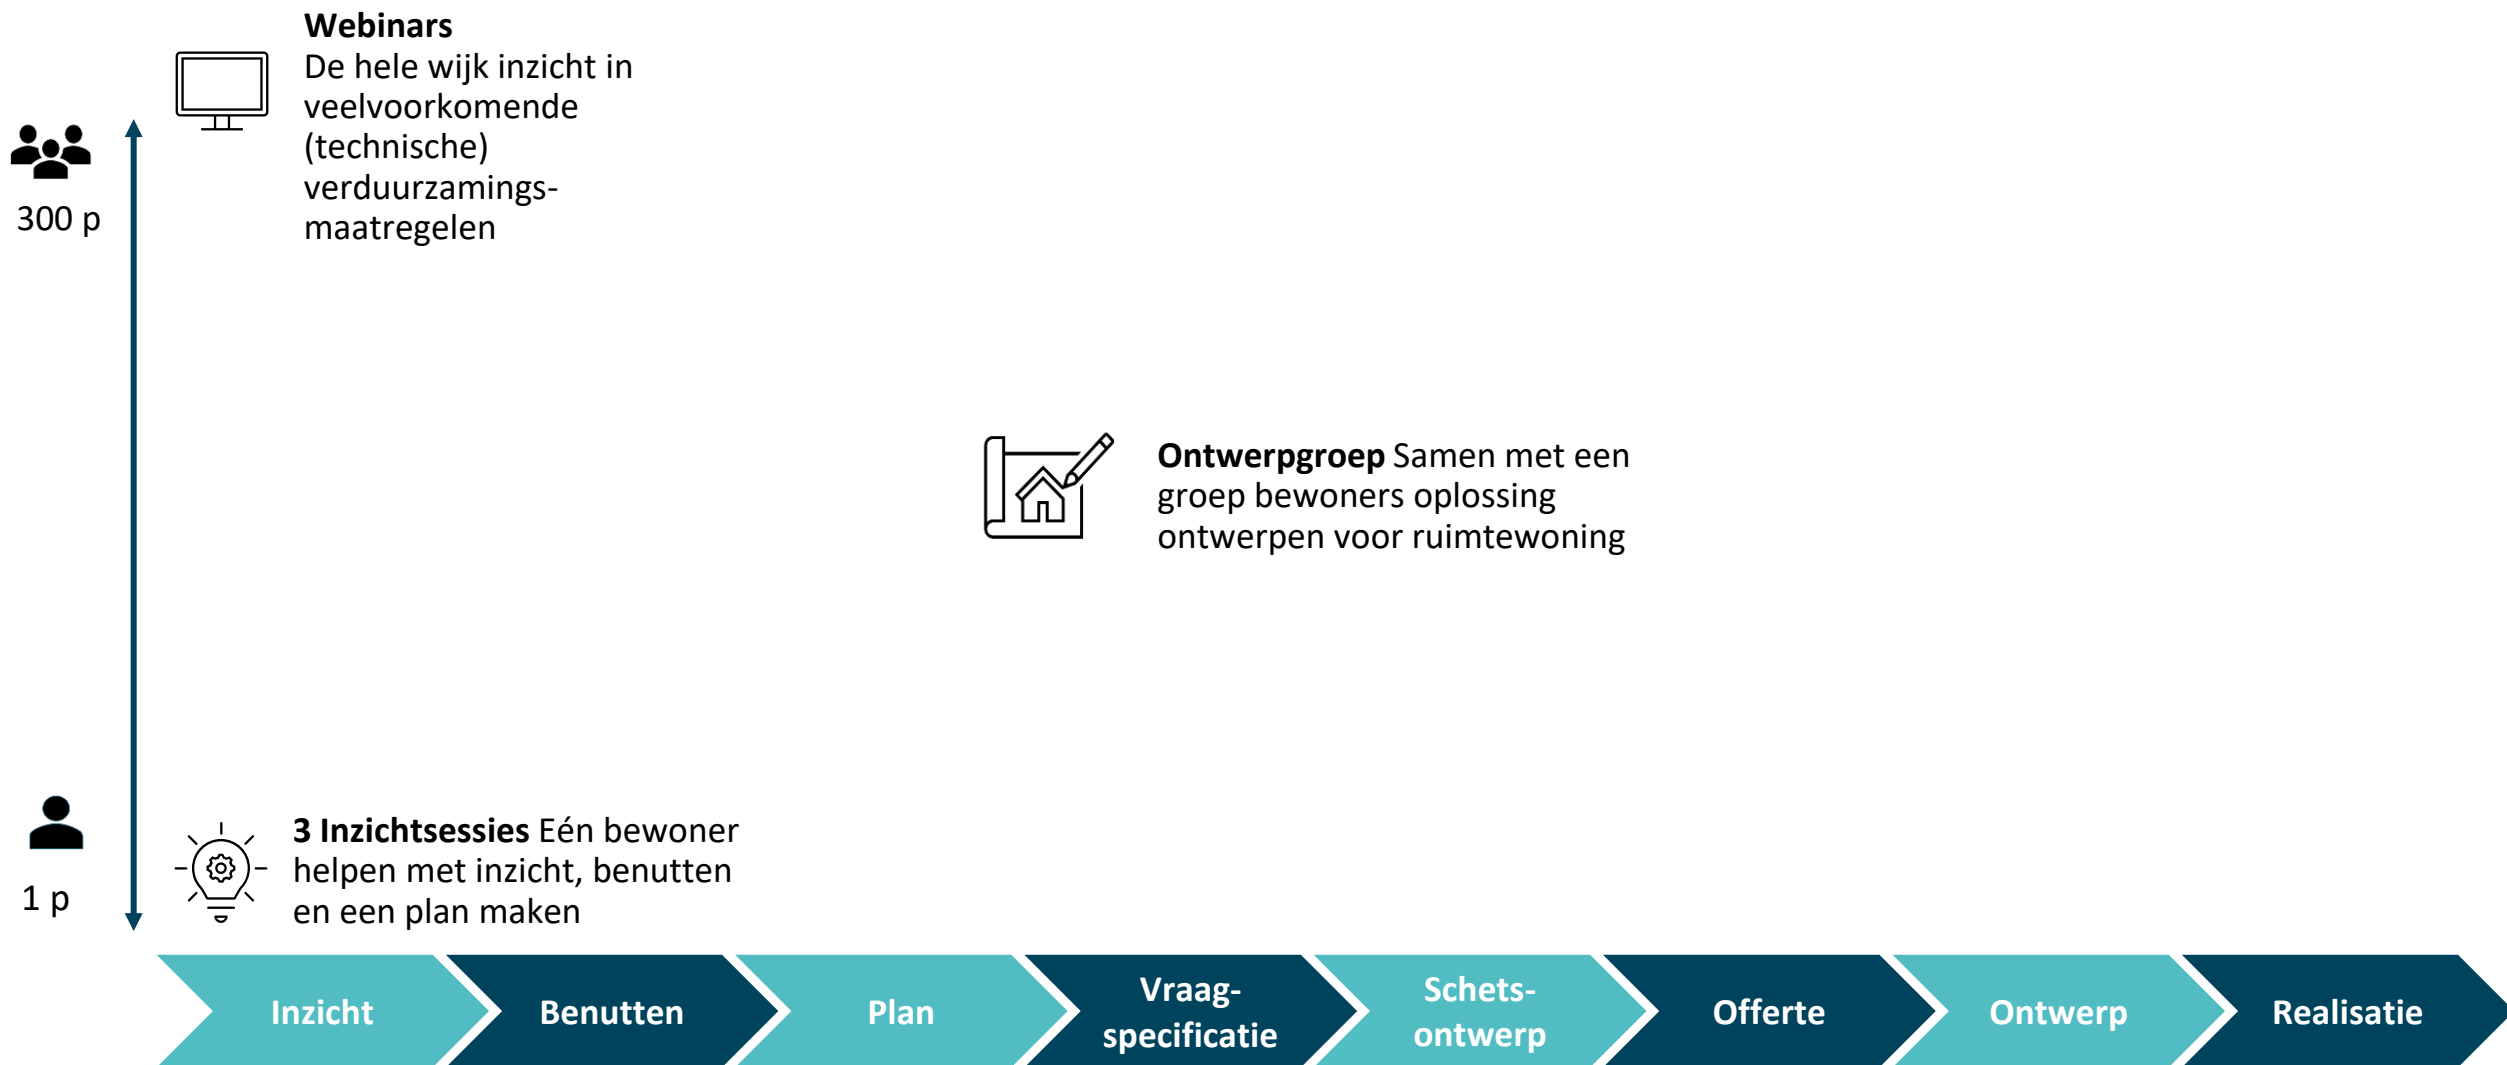 Webinars
De hele wijk inzicht in
veelvoorkomende
(technische)
verduurzamings-
maatregelen
300 p
Ontwerpgroep Samen met een
groep bewoners oplossing
ontwerpen voor ruimtewoning
3 Inzichtsessies Eén bewoner
helpen met inzicht, benutten
en een plan maken
1 p
Inzicht
Benutten
Plan
Vraag-
specificatie
Schets-
ontwerp
Offerte
Ontwerp
Realisatie